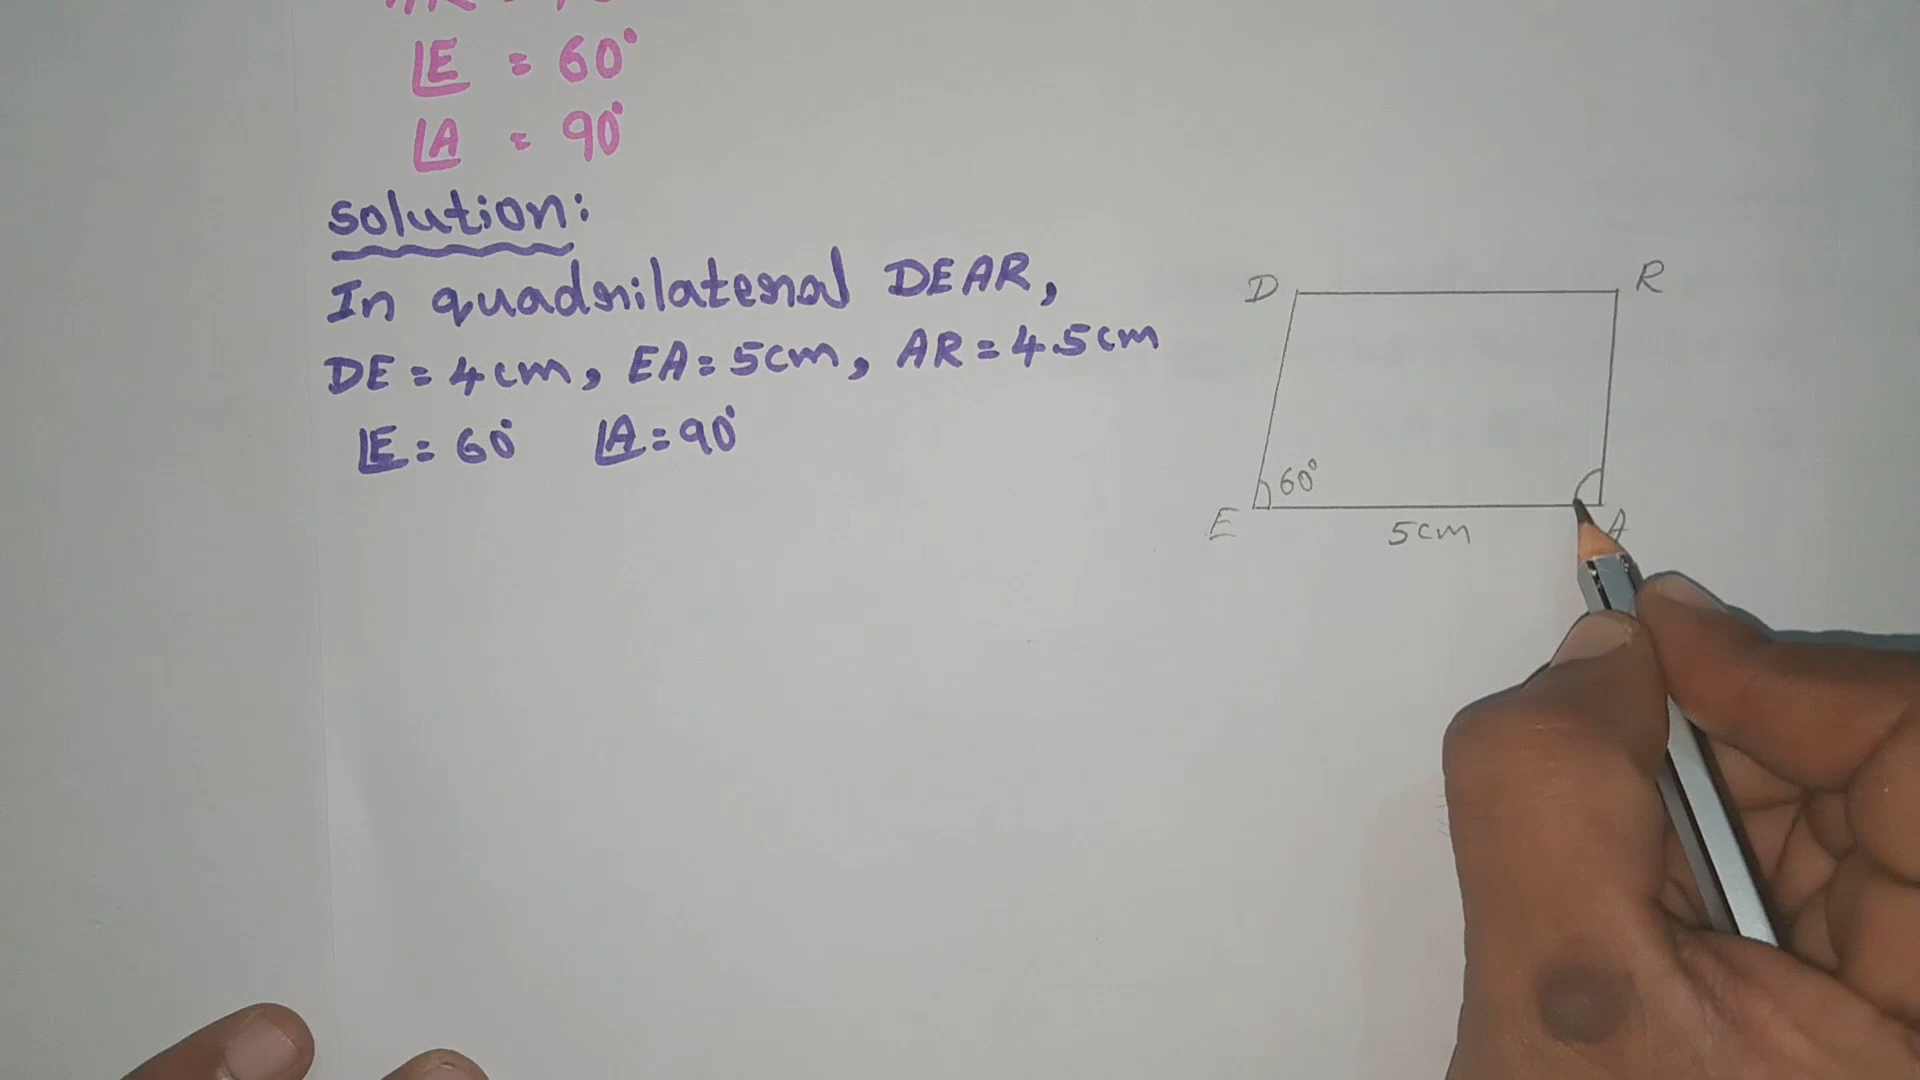 ∠E = 60°
∠A = 90°
Solution:
In quadrilateral DEAR,
DE = 4cm, EA = 5cm, AR = 4.5cm
∠E = 60° ∠A = 90°
D R
60°
E 5cm A